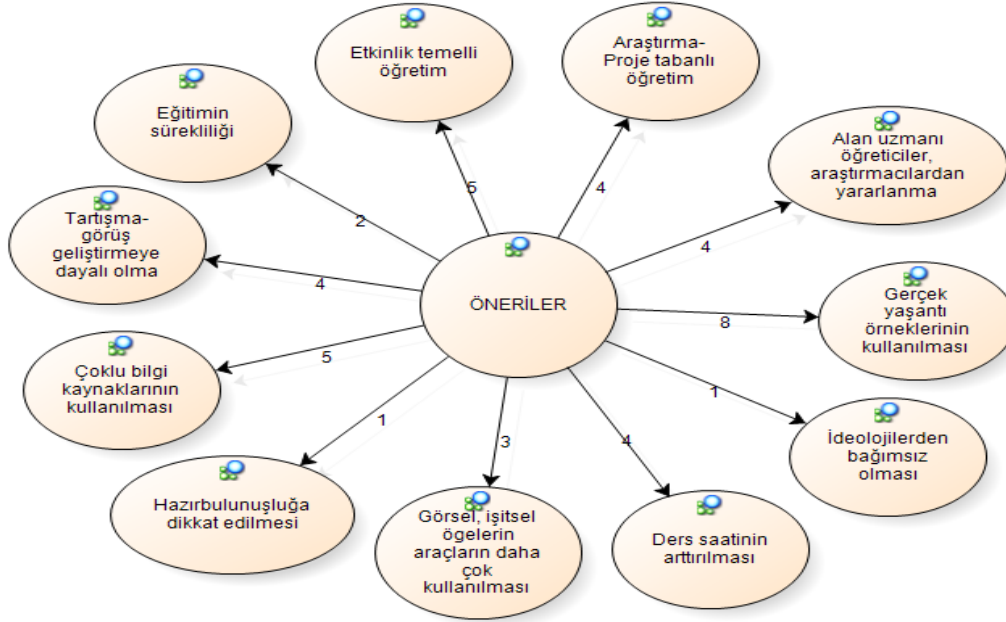 Etkinlik temelli
öğretim
Araştırma-
Proje tabanlı
öğretim
Eğitimin
sürekliliği
Alan uzmanı
öğreticiler,
araştırmacılardan
yararlanma
5
4
2
Tartışma-
görüş
geliştirmeye
dayalı olma
4
4
ÖNERİLER
Gerçek
yaşantı
örneklerinin
kullanılması
8
Çoklu bilgi
kaynaklarının
kullanılması
5
1
1
3
4
İdeolojilerden
bağımsız
olması
Hazırbulunuşluğa
dikkat edilmesi
Görsel, işitsel
ögelerin
araçların daha
çok
kullanılması
Ders saatinin
arttırılması